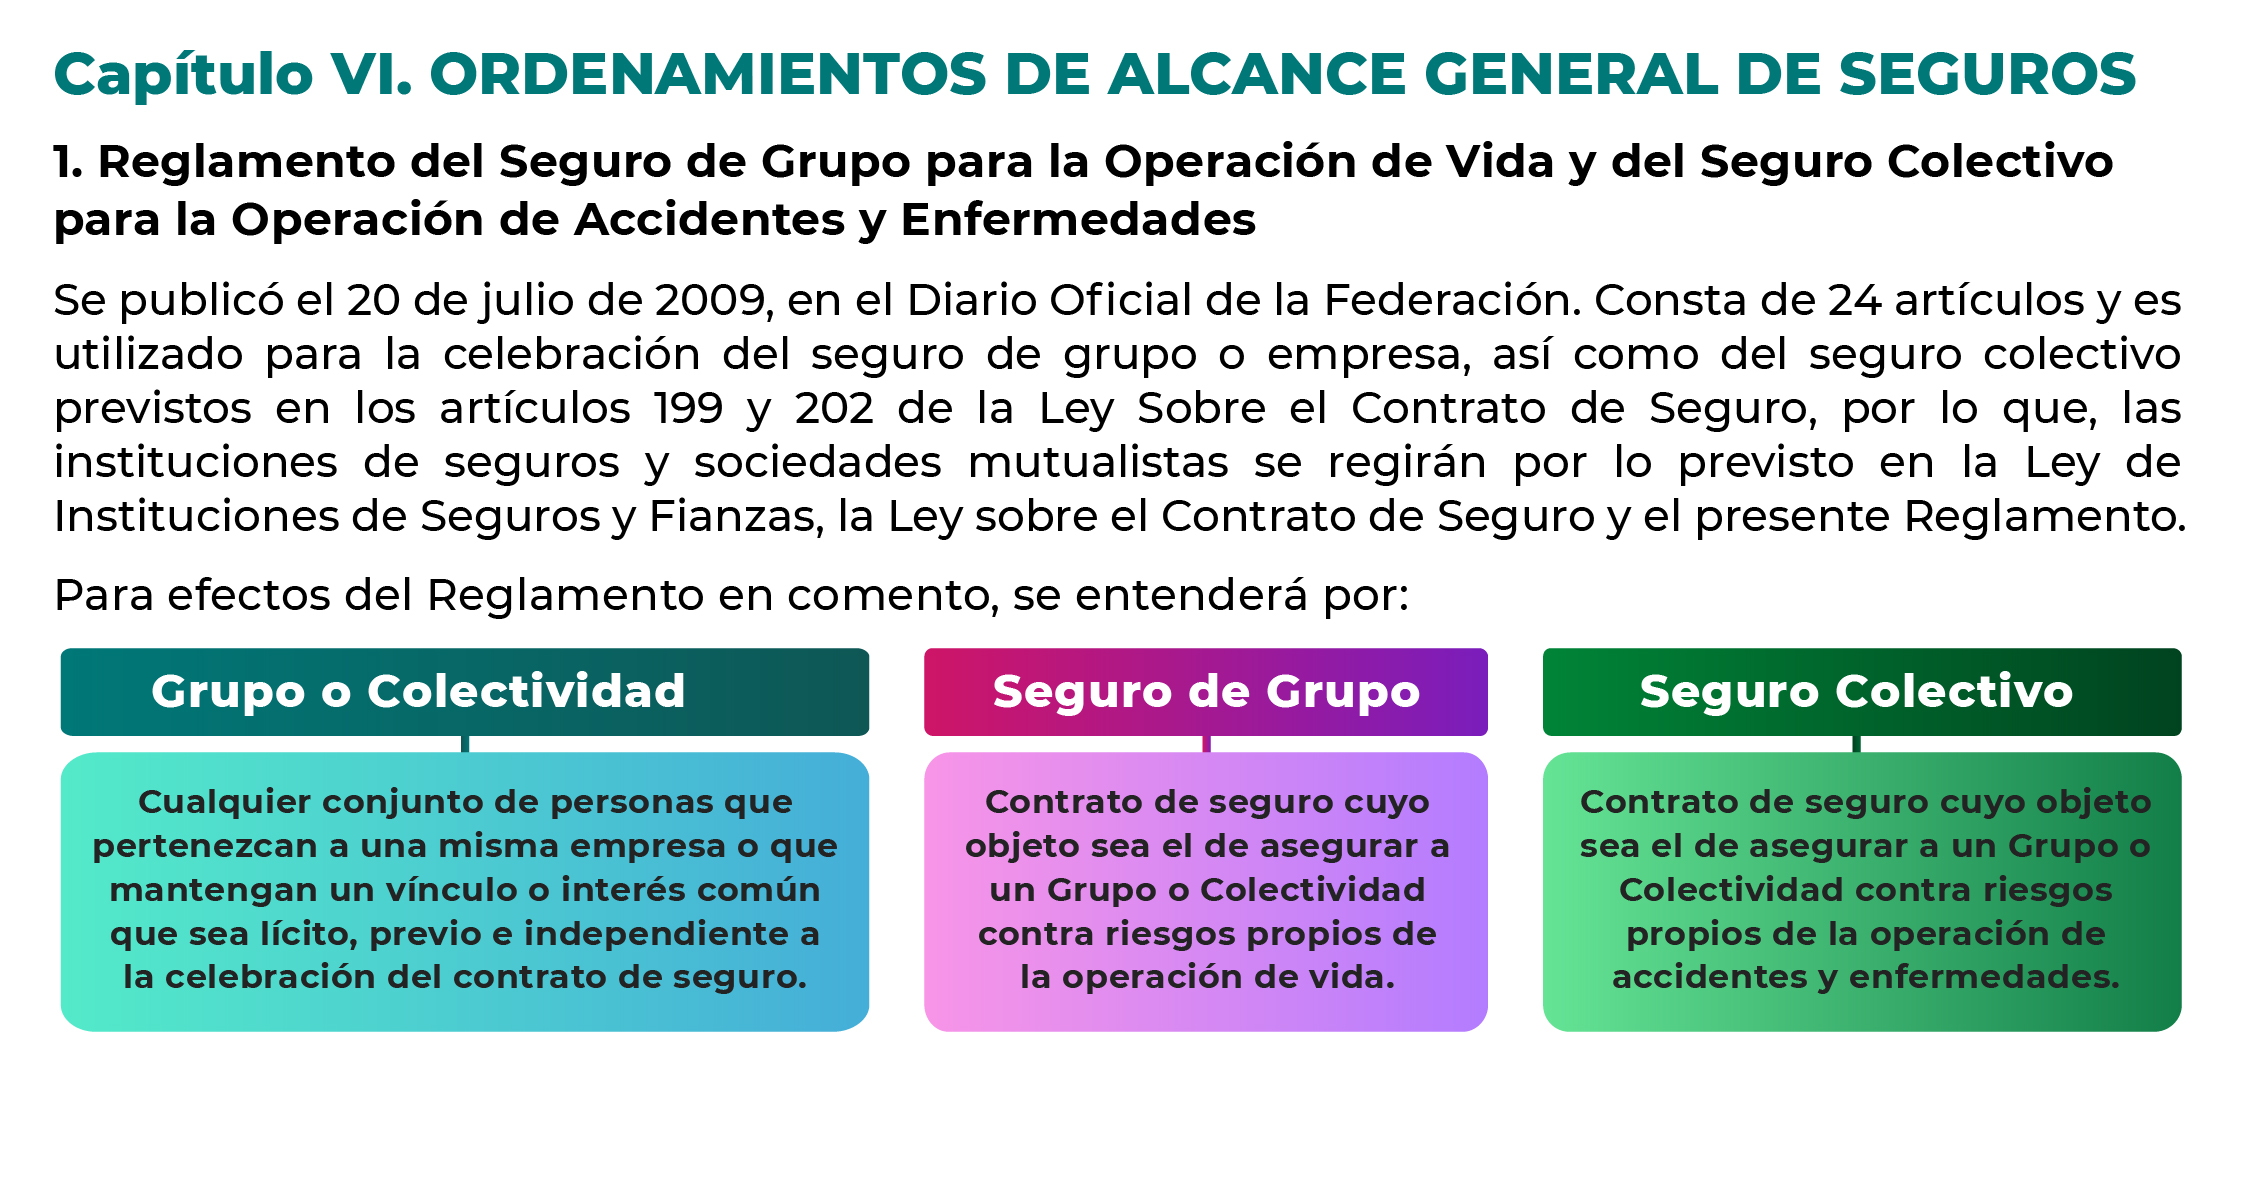 Capítulo VI. ORDENAMIENTOS DE ALCANCE GENERAL DE SEGUROS
1. Reglamento del Seguro de Grupo para la Operación de Vida y del Seguro Colectivo
para la Operación de Accidentes y Enfermedades
Se publicó el 20 de julio de 2009, en el Diario Oficial de la Federación. Consta de 24 artículos y es
utilizado para la celebración del seguro de grupo o empresa, así como del seguro colectivo
previstos en los artículos 199 y 202 de la Ley Sobre el Contrato de Seguro, por lo que, las
instituciones de seguros y sociedades mutualistas se regirán por lo previsto en la Ley de
Instituciones de Seguros y Fianzas, la Ley sobre el Contrato de Seguro y el presente Reglamento.
Para efectos del Reglamento en comento, se entenderá por:
Grupo o Colectividad
Cualquier conjunto de personas que
pertenezcan a una misma empresa o que
mantengan un vínculo o interés común
que sea lícito, previo e independiente a
la celebración del contrato de seguro.
Seguro de Grupo
Contrato de seguro cuyo
objeto sea el de asegurar a
un Grupo o Colectividad
contra riesgos propios de
la operación de vida.
Seguro Colectivo
Contrato de seguro cuyo objeto
sea el de asegurar a un Grupo o
Colectividad contra riesgos
propios de la operación de
accidentes y enfermedades.